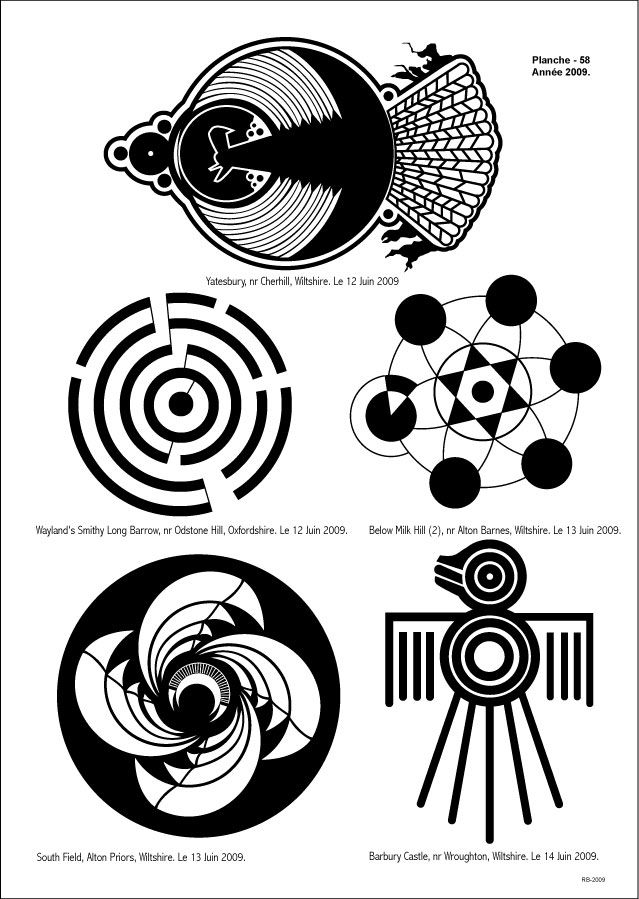 Planche - 58
Année 2009.
Yatesbury, nr Cherhill, Wiltshire. Le 12 Juin 2009
Wayland's Smithy Long Barrow, nr Odstone Hill, Oxfordshire. Le 12 Juin 2009.
Below Milk Hill (2), nr Alton Barnes, Wiltshire. Le 13 Juin 2009.
South Field, Alton Priors, Wiltshire. Le 13 Juin 2009.
Barbury Castle, nr Wroughton, Wiltshire. Le 14 Juin 2009.
RB-2009